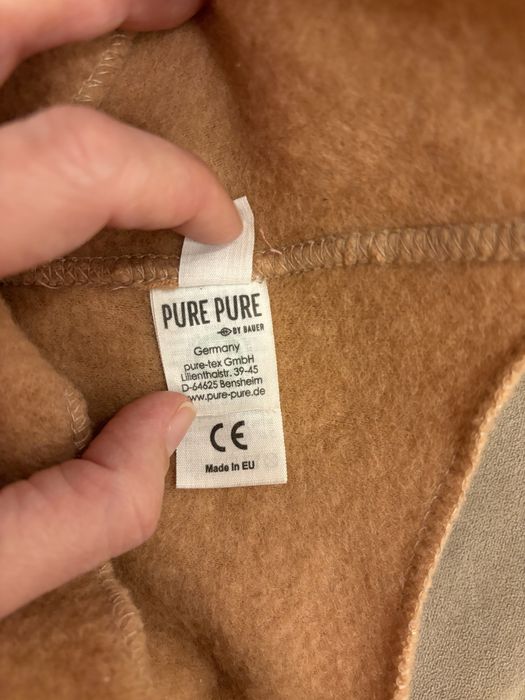 PURE PURE
BY BAUER
Germany
pure-tex GmbH
Lilienthalstr. 39-45
D-64625 Bensheim
www.pure-pure.de
CE
Made In EU